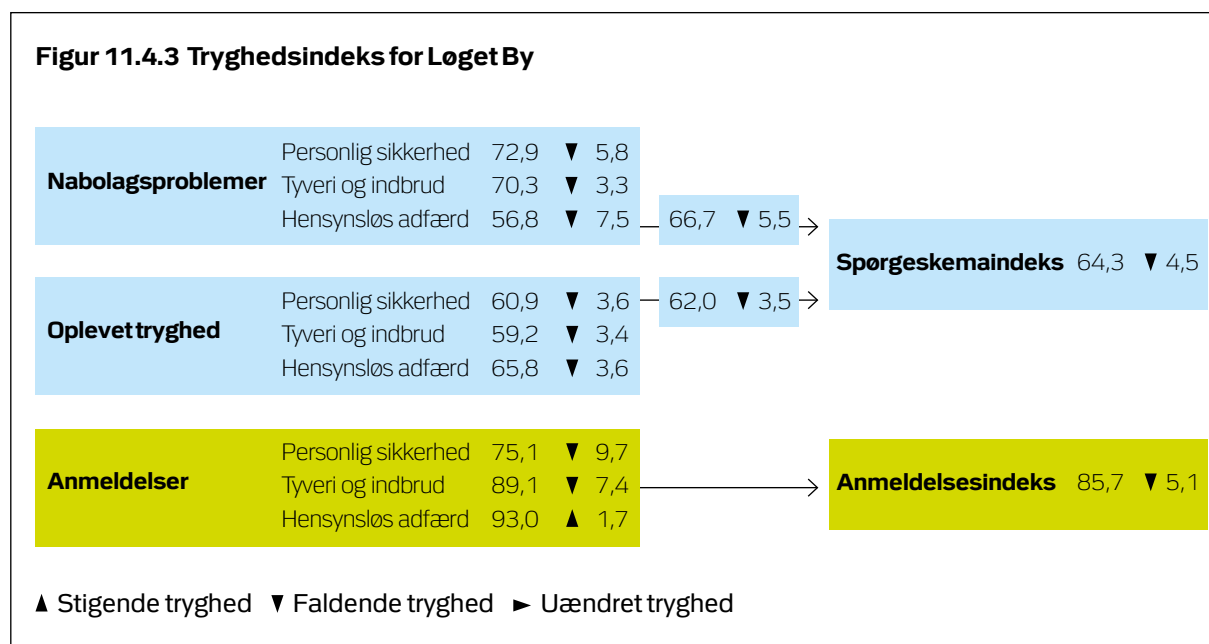 Figur 11.4.3 Tryghedsindeks for Løget By
Nabolagsproblemer
Personlig sikkerhed 72,9 ▼ 5,8
Tyveri og indbrud 70,3 ▼ 3,3
Hensynsløs adfærd 56,8 ▼ 7,5
66,7 ▼ 5,5
Oplevet tryghed
Personlig sikkerhed 60,9 ▼ 3,6
Tyveri og indbrud 59,2 ▼ 3,4
Hensynsløs adfærd 65,8 ▼ 3,6
62,0 ▼ 3,5
Spørgeskemaindeks 64,3 ▼ 4,5
Anmeldelser
Personlig sikkerhed 75,1 ▼ 9,7
Tyveri og indbrud 89,1 ▼ 7,4
Hensynsløs adfærd 93,0 ▲ 1,7
Anmeldelsesindeks 85,7 ▼ 5,1
▲ Stigende tryghed ▼ Faldende tryghed ► Uændret tryghed